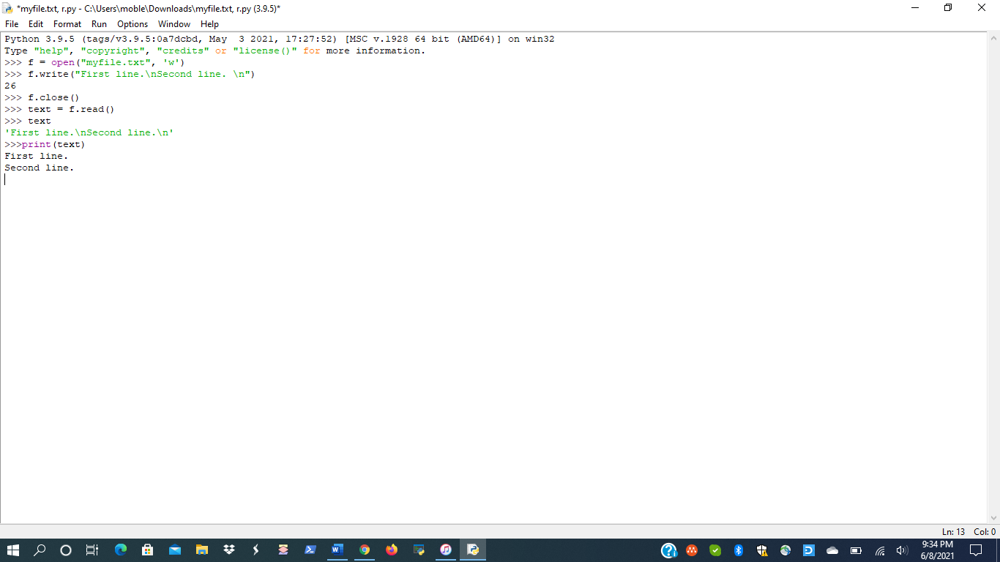 *myfile.txt, r.py - C:\Users\moble\Downloads\myfile.txt, r.py (3.9.5)*
File Edit Format Run Options Window Help
Python 3.9.5 (tags/v3.9.5:0a7dcbd, May  3 2021, 17:27:52) [MSC v.1928 64 bit (AMD64)] on win32
Type "help", "copyright", "credits" or "license()" for more information.
>>> f = open("myfile.txt", 'w')
>>> f.write("First line.\nSecond line. \n")
26
>>> f.close()
>>> text = f.read()
>>> text
'First line.\nSecond line.\n'
>>>print(text)
First line.
Second line.
Ln: 13 Col: 0
9:34 PM
6/8/2021